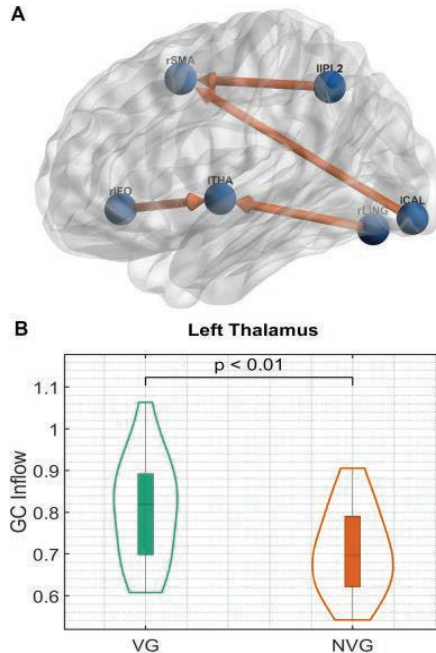 A
rSMA
lIPL2
rIFO
lTHA
rLING
lCAL
B
Left Thalamus
p < 0.01
1.1
1
0.9
0.8
0.7
0.6
GC Inflow
VG
NVG